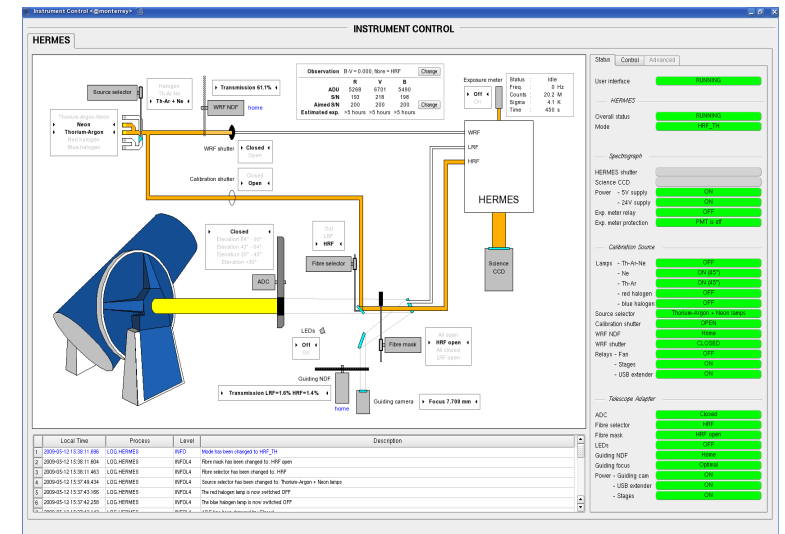 Instrument Control <@monterrey>
INSTRUMENT CONTROL
HERMES
Source selector
Halogen
Th-Ar Ne
Th-Ar + Ne
Transmission 61.1%
WRF NDF
home
Observation B-V = 0.000, fibre = HRF Change
R V B
ADU 5268 6701 5490
S/N 193 218 198
Aimed S/N 200 200 200 Change
Estimated exp. >5 hours >5 hours >5 hours
Exposure meter
Off
On
Status : Idle
Freq. : 0 Hz
Counts : 20.2 M
Sigma : 4.1 K
Time : 450 s
Thorium-Argon-Neon
Neon
Thorium-Argon
Red halogen
Blue halogen
WRF shutter
Closed
Open
Calibration shutter
Closed
Open
WRF
LRF
HRF
HERMES
Closed
Elevation <30°
ADC
Out
LRF
HRF
Fibre selector
Science
CCD
LEDs
Off
On
Fibre mask
All open
HRF open
All closed
LRF open
Guiding NDF
Transmission LRF=1.6% HRF=1.4%
home
Guiding camera
Focus 7.700 mm
Status Control Advanced
User interface RUNNING
HERMES
Overall status RUNNING
Mode HRF_TH
Spectrograph
HERMES shutter
Science CCD
Power - 5V supply ON
- 24V supply ON
Exp. meter relay OFF
Exp. meter protection PMT is off
Calibration Source
Lamps - Th-Ar-Ne OFF
- Ne ON (45°)
- Th-Ar ON (45°)
- red halogen OFF
- blue halogen OFF
Source selector Thorium-Argon + Neon lamps
Calibration shutter OPEN
WRF NDF Home
WRF shutter CLOSED
Relays - Fan OFF
- Stages ON
- USB extender ON
Telescope Adapter
ADC Closed
Fibre selector HRF
Fibre mask HRF open
LEDs OFF
Guiding NDF Home
Guiding focus Optimal
Power - Guiding cam ON
- USB extender ON
- Stages ON
Local Time Process Level Description
1 2009-05-12 15:38:11.696 LOG.HERMES INFO Mode has been changed to: HRF_TH
2 2009-05-12 15:38:11.604 LOG.HERMES INFOL4 Fibre mask has been changed to: HRF open
3 2009-05-12 15:38:11.463 LOG.HERMES INFOL4 Fibre selector has been changed to: HRF
4 2009-05-12 15:37:49.434 LOG.HERMES INFOL4 Source selector has been changed to: Thorium-Argon + Neon lamps
5 2009-05-12 15:37:43.166 LOG.HERMES INFOL4 The red halogen lamp is now switched OFF
6 2009-05-12 15:37:42.258 LOG.HERMES INFOL4 The blue halogen lamp is now switched OFF